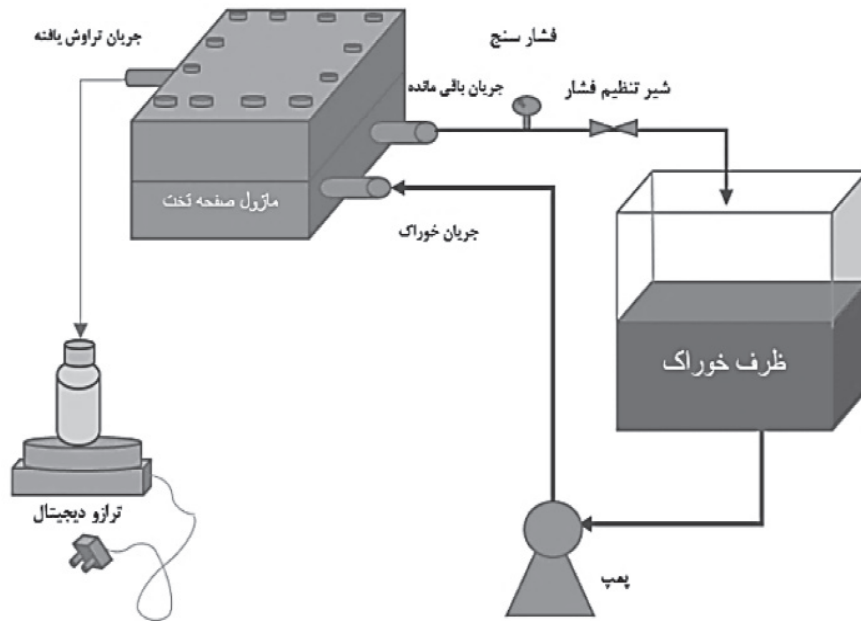 فشار سنج
جریان تراوش یافته
جریان باقی مانده
شیر تنظیم فشار
ماژول صفحه تخت
جریان خوراک
ظرف خوراک
ترازو دیجیتال
پمپ